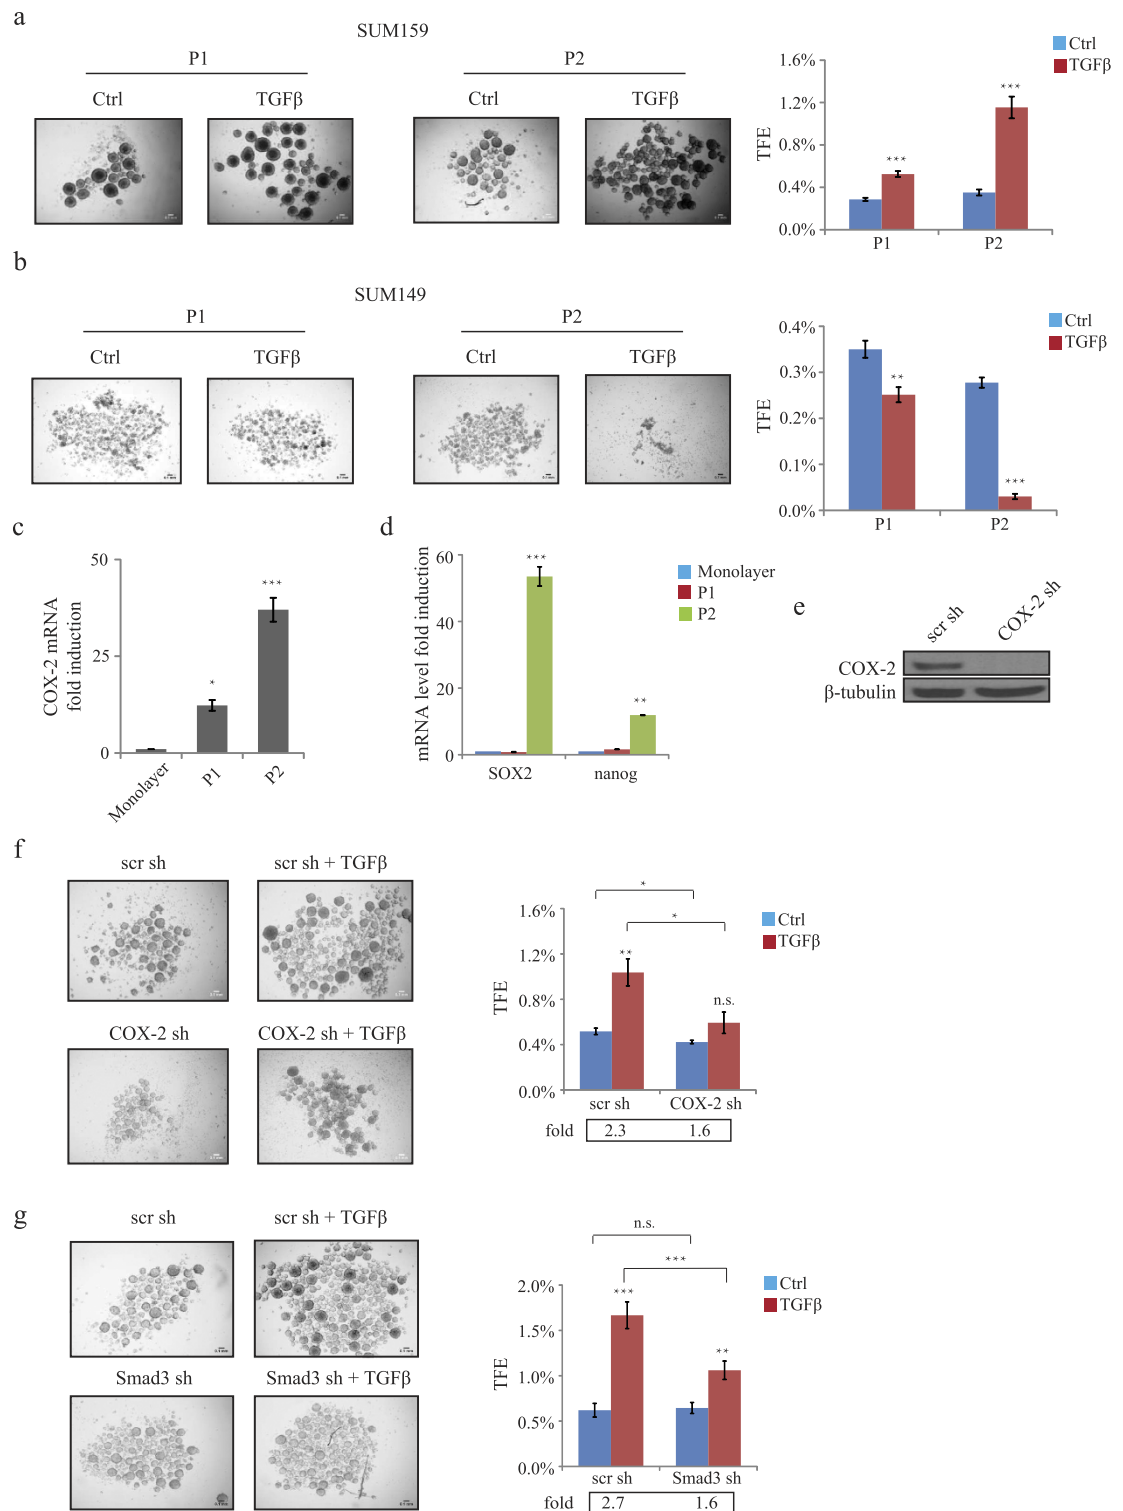 a
SUM159
P1 P2
Ctrl TGFβ Ctrl TGFβ
Ctrl
TGFβ
1.6%
1.2%
0.8%
0.4%
0.0%
TFE
*** ***
P1 P2
b
SUM149
P1 P2
Ctrl TGFβ Ctrl TGFβ
Ctrl
TGFβ
0.4%
0.3%
0.2%
0.1%
0.0%
TFE
** ***
P1 P2
c
COX-2 mRNA
fold induction
50
25
0
* ***
Monolayer P1 P2
d
mRNA level fold induction
60
40
20
0
*** **
SOX2 nanog
Monolayer
P1
P2
e
scr sh COX-2 sh
COX-2
β-tubulin
f
scr sh scr sh + TGFβ
COX-2 sh COX-2 sh + TGFβ
*
*
Ctrl
TGFβ
1.6%
1.2%
0.8%
0.4%
0.0%
TFE
** n.s.
scr sh COX-2 sh
fold 2.3 1.6
g
scr sh scr sh + TGFβ
Smad3 sh Smad3 sh + TGFβ
n.s.
***
Ctrl
TGFβ
2.0%
1.5%
1.0%
0.5%
0.0%
TFE
*** **
scr sh Smad3 sh
fold 2.7 1.6